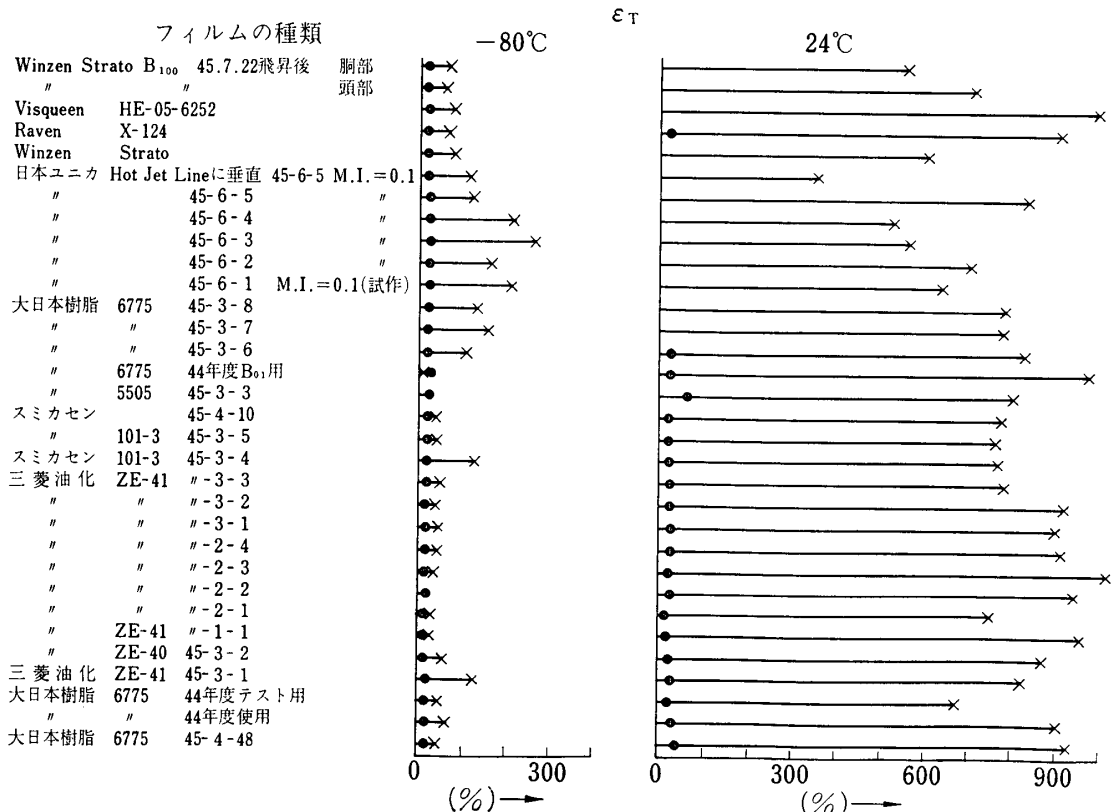 ε T
フィルムの種類 −80℃ 24℃
Winzen Strato B₁₀₀ 45.7.22飛昇後 胴部
〃 〃 頭部
Visqueen HE-05-6252
Raven X-124
Winzen Strato
日本ユニカ Hot Jet Lineに垂直 45-6-5 M.I.=0.1
〃 45-6-5 〃
〃 45-6-4 〃
〃 45-6-3 〃
〃 45-6-2 〃
〃 45-6-1 M.I.=0.1(試作)
大日本樹脂 6775 45-3-8
〃 〃 45-3-7
〃 〃 45-3-6
〃 6775 44年度B₀₁用
〃 5505 45-3-3
スミカセン 45-4-10
〃 101-3 45-3-5
スミカセン 101-3 45-3-4
三菱油化 ZE-41 〃-3-3
〃 〃 〃-3-2
〃 〃 〃-3-1
〃 〃 〃-2-4
〃 〃 〃-2-3
〃 〃 〃-2-2
〃 〃 〃-2-1
〃 ZE-41 〃-1-1
〃 ZE-40 45-3-2
三菱油化 ZE-41 45-3-1
大日本樹脂 6775 44年度テスト用
〃 〃 44年度使用
大日本樹脂 6775 45-4-48
0 300 0 300 600 900
(%) (%)